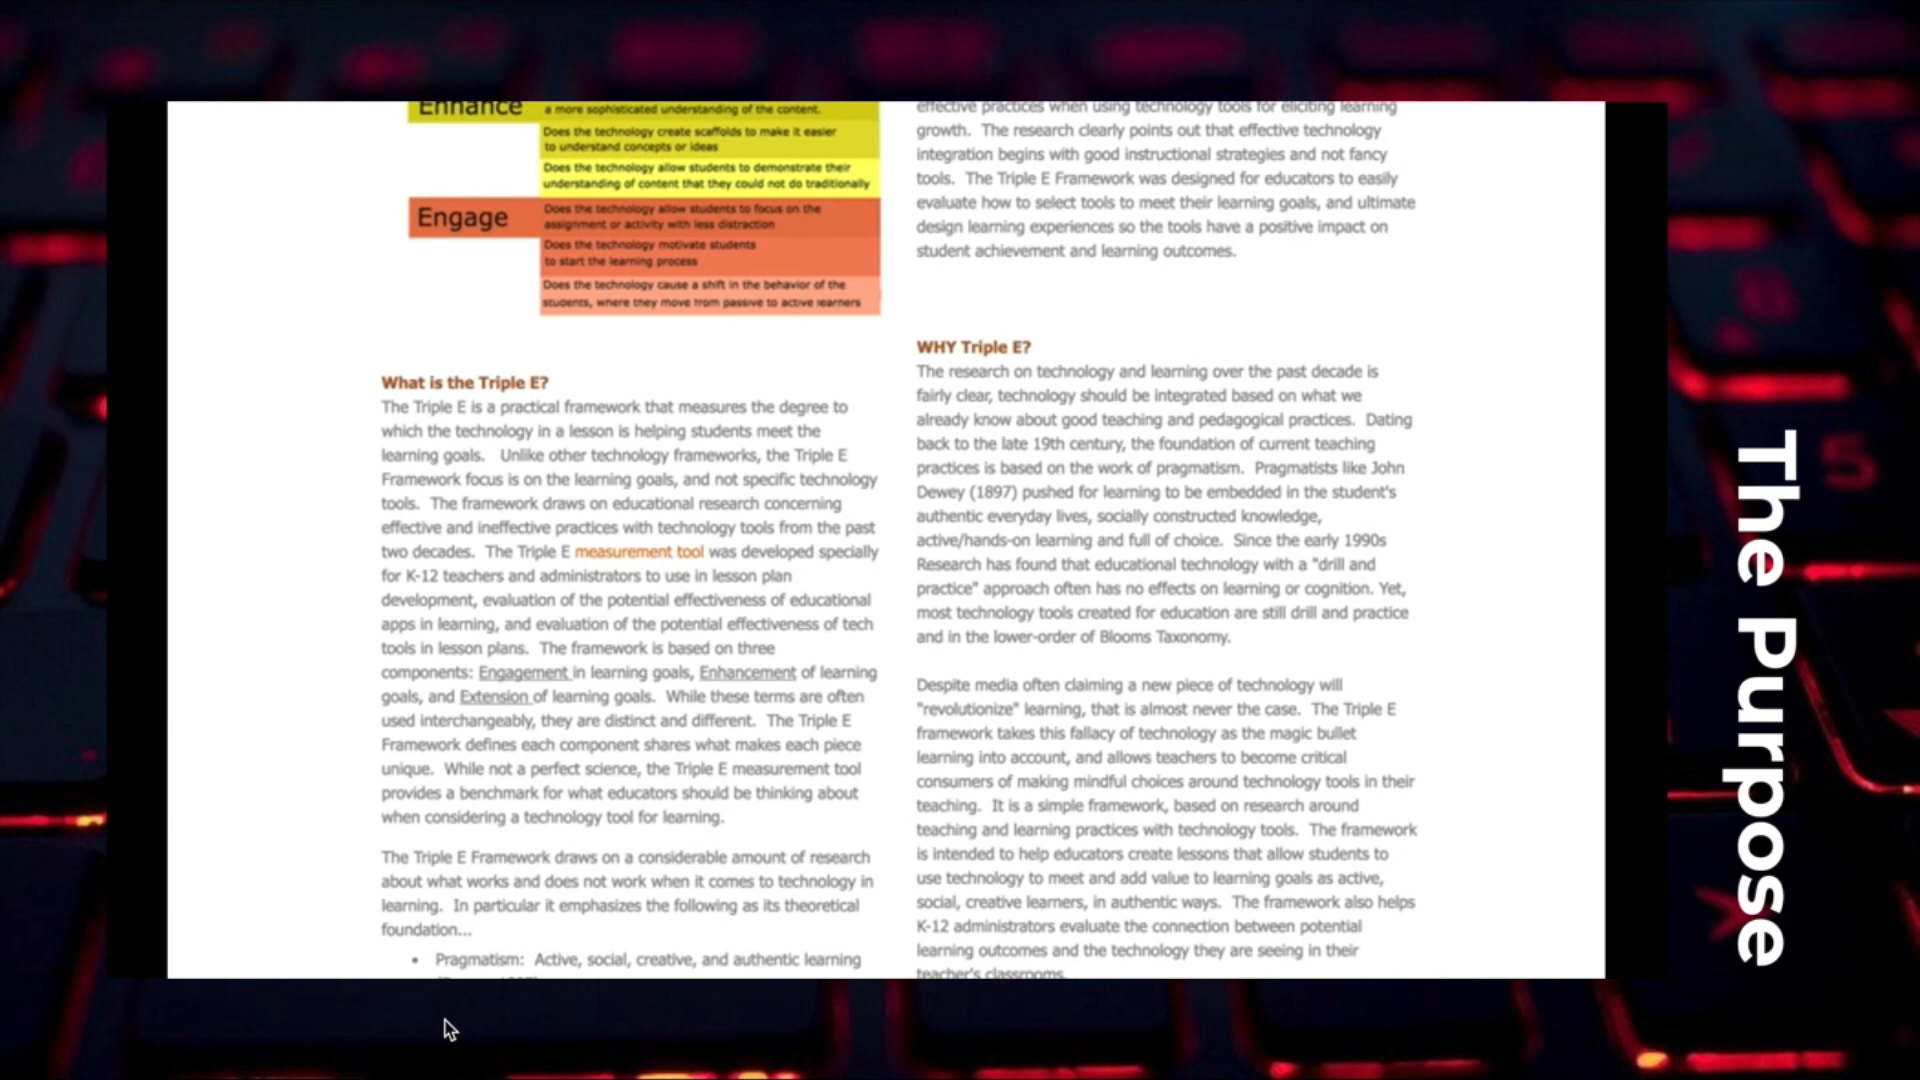 Enhance
a more sophisticated understanding of the content.
Does the technology create scaffolds to make it easier
to understand concepts or ideas
Does the technology allow students to demonstrate their
understanding of content that they could not do traditionally
Engage
Does the technology allow students to focus on the
assignment or activity with less distraction
Does the technology motivate students
to start the learning process
Does the technology cause a shift in the behavior of the
students, where they move from passive to active learners
What is the Triple E?
The Triple E is a practical framework that measures the degree to
which the technology in a lesson is helping students meet the
learning goals. Unlike other technology frameworks, the Triple E
Framework focus is on the learning goals, and not specific technology
tools. The framework draws on educational research concerning
effective and ineffective practices with technology tools from the past
two decades. The Triple E measurement tool was developed specially
for K-12 teachers and administrators to use in lesson plan
development, evaluation of the potential effectiveness of educational
apps in learning, and evaluation of the potential effectiveness of tech
tools in lesson plans. The framework is based on three
components: Engagement in learning goals, Enhancement of learning
goals, and Extension of learning goals. While these terms are often
used interchangeably, they are distinct and different. The Triple E
Framework defines each component shares what makes each piece
unique. While not a perfect science, the Triple E measurement tool
provides a benchmark for what educators should be thinking about
when considering a technology tool for learning.
The Triple E Framework draws on a considerable amount of research
about what works and does not work when it comes to technology in
learning. In particular it emphasizes the following as its theoretical
foundation...
• Pragmatism: Active, social, creative, and authentic learning
effective practices when using technology tools for eliciting learning
growth. The research clearly points out that effective technology
integration begins with good instructional strategies and not fancy
tools. The Triple E Framework was designed for educators to easily
evaluate how to select tools to meet their learning goals, and ultimate
design learning experiences so the tools have a positive impact on
student achievement and learning outcomes.
WHY Triple E?
The research on technology and learning over the past decade is
fairly clear, technology should be integrated based on what we
already know about good teaching and pedagogical practices. Dating
back to the late 19th century, the foundation of current teaching
practices is based on the work of pragmatism. Pragmatists like John
Dewey (1897) pushed for learning to be embedded in the student's
authentic everyday lives, socially constructed knowledge,
active/hands-on learning and full of choice. Since the early 1990s
Research has found that educational technology with a "drill and
practice" approach often has no effects on learning or cognition. Yet,
most technology tools created for education are still drill and practice
and in the lower-order of Blooms Taxonomy.
Despite media often claiming a new piece of technology will
"revolutionize" learning, that is almost never the case. The Triple E
framework takes this fallacy of technology as the magic bullet
learning into account, and allows teachers to become critical
consumers of making mindful choices around technology tools in their
teaching. It is a simple framework, based on research around
teaching and learning practices with technology tools. The framework
is intended to help educators create lessons that allow students to
use technology to meet and add value to learning goals as active,
social, creative learners, in authentic ways. The framework also helps
K-12 administrators evaluate the connection between potential
learning outcomes and the technology they are seeing in their
teacher's classrooms.
The Purpose
5
6